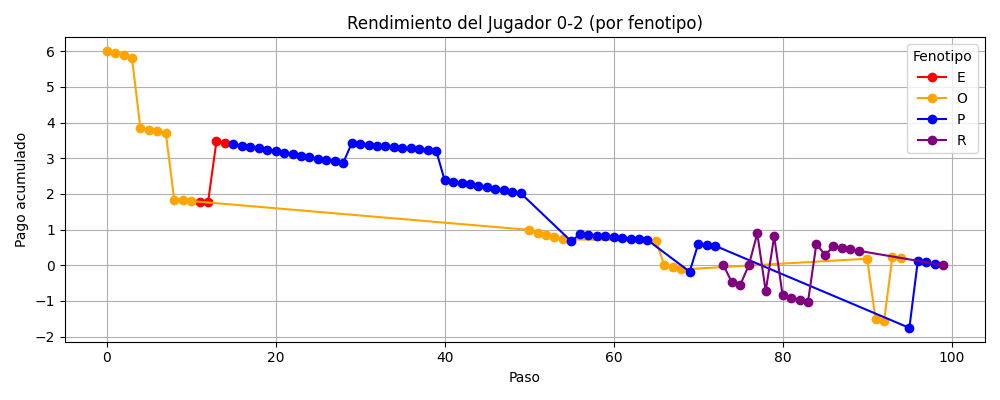 Rendimiento del Jugador 0-2 (por fenotipo)
Pago acumulado
6
5
4
3
2
1
0
−1
−2
0
20
40
60
80
100
Paso
Fenotipo
E
O
P
R